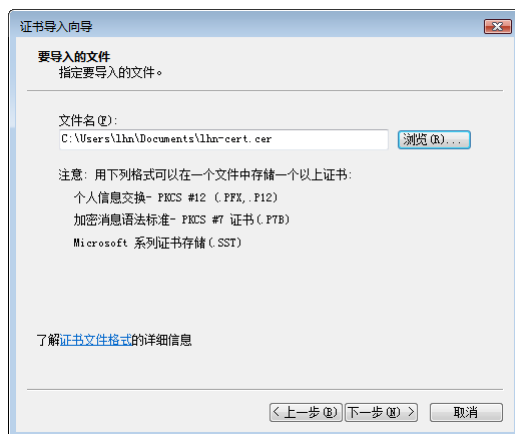 证书导入向导
要导入的文件
指定要导入的文件。
文件名(F):
C:\Users\lhn\Documents\lhn-cert.cer
浏览(R)...
注意: 用下列格式可以在一个文件中存储一个以上证书:
个人信息交换- PKCS #12 (.PFX,.P12)
加密消息语法标准- PKCS #7 证书(.P7B)
Microsoft 系列证书存储(.SST)
了解证书文件格式的详细信息
< 上一步(B) 下一步(N) > 取消